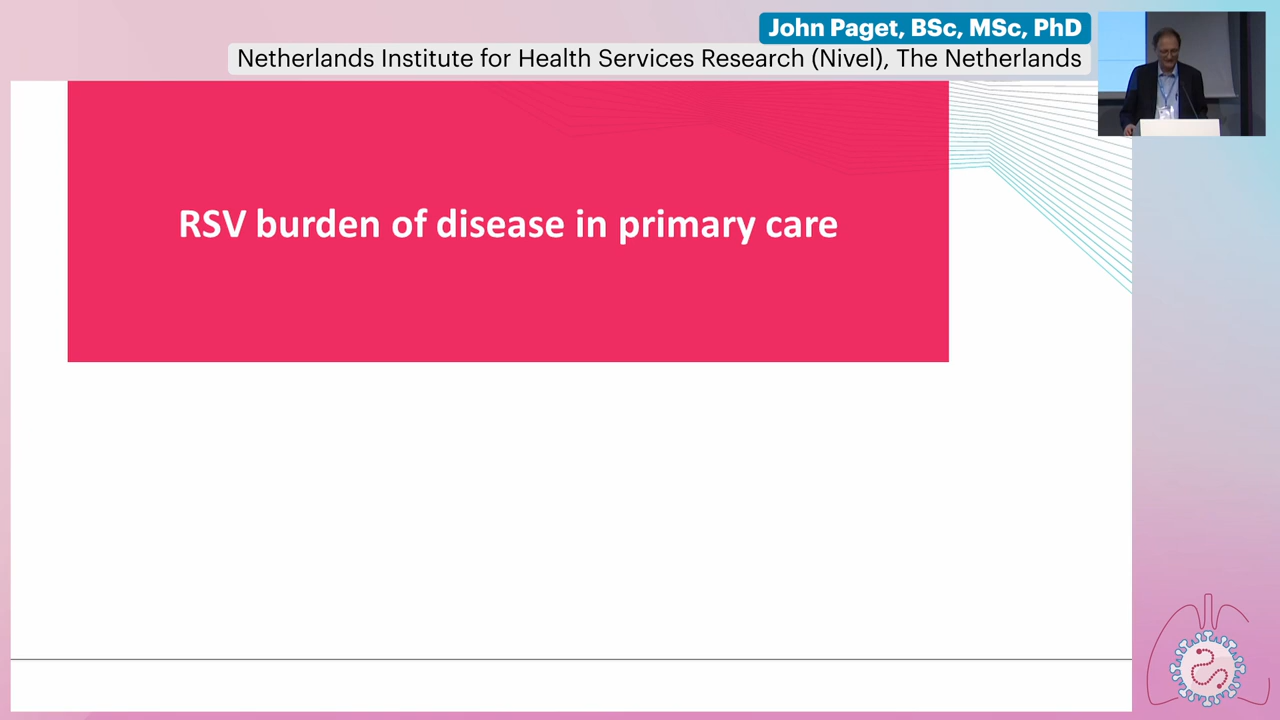 John Paget, BSc, MSc, PhD
Netherlands Institute for Health Services Research (Nivel), The Netherlands
RSV burden of disease in primary care